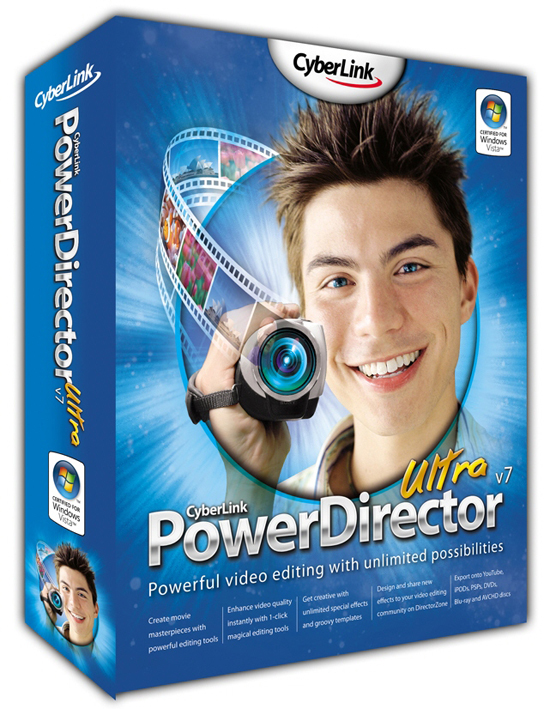 CyberLink
CERTIFIED FOR
Windows
Vista™
Ultra v7
CyberLink
PowerDirector
Powerful video editing with unlimited possibilities
Create movie
masterpieces with
powerful editing tools
Enhance video quality
instantly with 1-click
magical editing tools
Get creative with
unlimited special effects
and groovy templates
Design and share new
effects to your video editing
community on DirectorZone
Export onto YouTube,
iPODs, PSPs, DVDs,
Blu-ray and AVCHD discs
CyberLink
CyberLink
PowerDirector
Ultra
v7
CERTIFIED FOR
Windows
Vista™